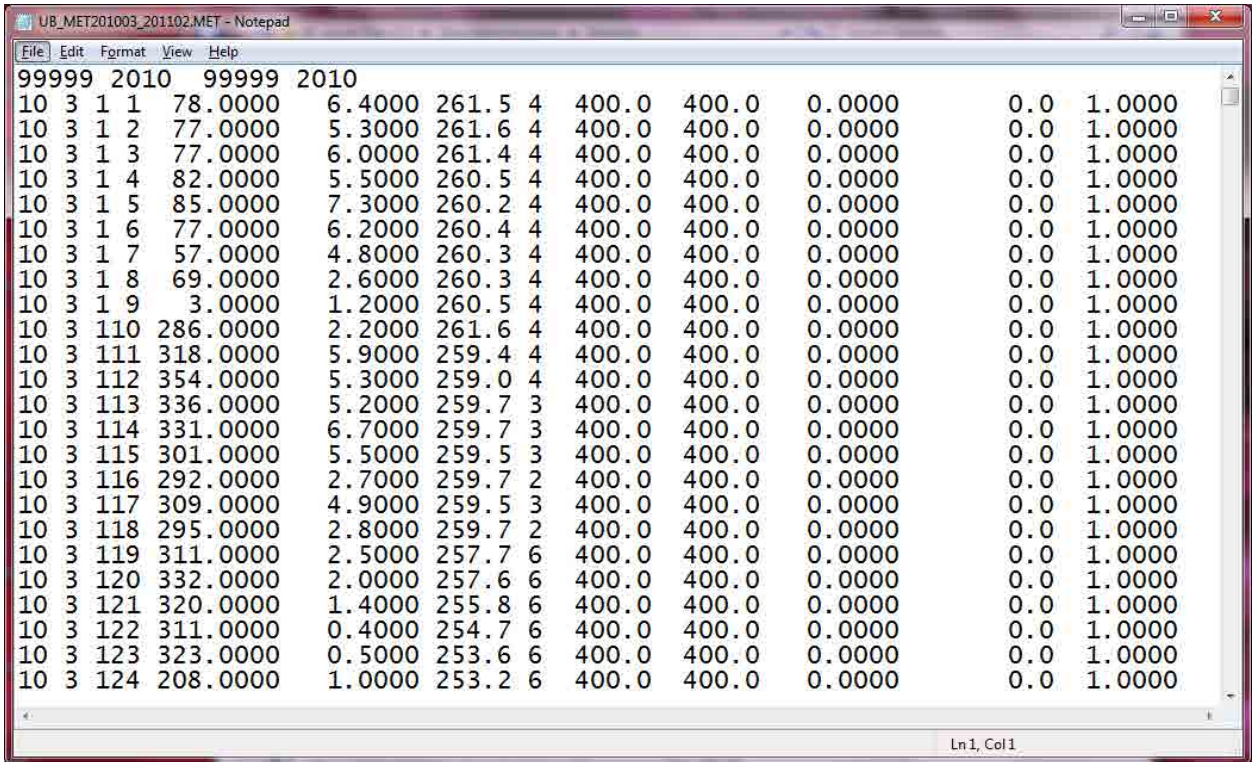 UB_MET201003_201102.MET - Notepad
File Edit Format View Help
99999 2010  99999 2010
10 3 1 1  78.0000   6.4000 261.5 4  400.0  400.0   0.0000       0.0  1.0000
10 3 1 2  77.0000   5.3000 261.6 4  400.0  400.0   0.0000       0.0  1.0000
10 3 1 3  77.0000   6.0000 261.4 4  400.0  400.0   0.0000       0.0  1.0000
10 3 1 4  82.0000   5.5000 260.5 4  400.0  400.0   0.0000       0.0  1.0000
10 3 1 5  85.0000   7.3000 260.2 4  400.0  400.0   0.0000       0.0  1.0000
10 3 1 6  77.0000   6.2000 260.4 4  400.0  400.0   0.0000       0.0  1.0000
10 3 1 7  57.0000   4.8000 260.3 4  400.0  400.0   0.0000       0.0  1.0000
10 3 1 8  69.0000   2.6000 260.3 4  400.0  400.0   0.0000       0.0  1.0000
10 3 1 9   3.0000   1.2000 260.5 4  400.0  400.0   0.0000       0.0  1.0000
10 3 110 286.0000   2.2000 261.6 4  400.0  400.0   0.0000       0.0  1.0000
10 3 111 318.0000   5.9000 259.4 4  400.0  400.0   0.0000       0.0  1.0000
10 3 112 354.0000   5.3000 259.0 4  400.0  400.0   0.0000       0.0  1.0000
10 3 113 336.0000   5.2000 259.7 3  400.0  400.0   0.0000       0.0  1.0000
10 3 114 331.0000   6.7000 259.7 3  400.0  400.0   0.0000       0.0  1.0000
10 3 115 301.0000   5.5000 259.5 3  400.0  400.0   0.0000       0.0  1.0000
10 3 116 292.0000   2.7000 259.7 2  400.0  400.0   0.0000       0.0  1.0000
10 3 117 309.0000   4.9000 259.5 3  400.0  400.0   0.0000       0.0  1.0000
10 3 118 295.0000   2.8000 259.7 2  400.0  400.0   0.0000       0.0  1.0000
10 3 119 311.0000   2.5000 257.7 6  400.0  400.0   0.0000       0.0  1.0000
10 3 120 332.0000   2.0000 257.6 6  400.0  400.0   0.0000       0.0  1.0000
10 3 121 320.0000   1.4000 255.8 6  400.0  400.0   0.0000       0.0  1.0000
10 3 122 311.0000   0.4000 254.7 6  400.0  400.0   0.0000       0.0  1.0000
10 3 123 323.0000   0.5000 253.6 6  400.0  400.0   0.0000       0.0  1.0000
10 3 124 208.0000   1.0000 253.2 6  400.0  400.0   0.0000       0.0  1.0000
Ln 1, Col 1